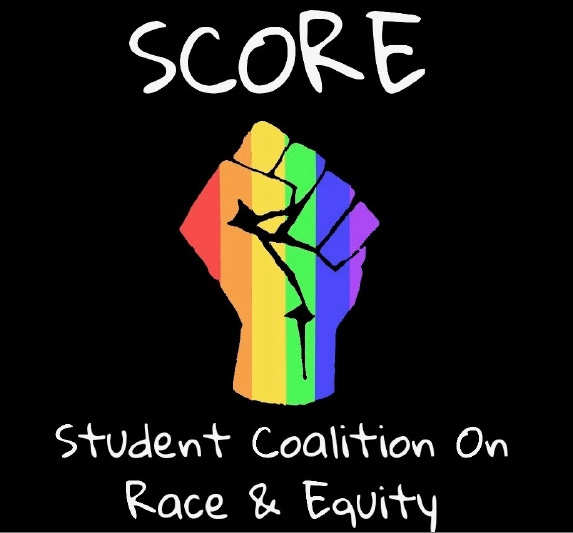 SCORE
Student Coalition On
Race & Equity